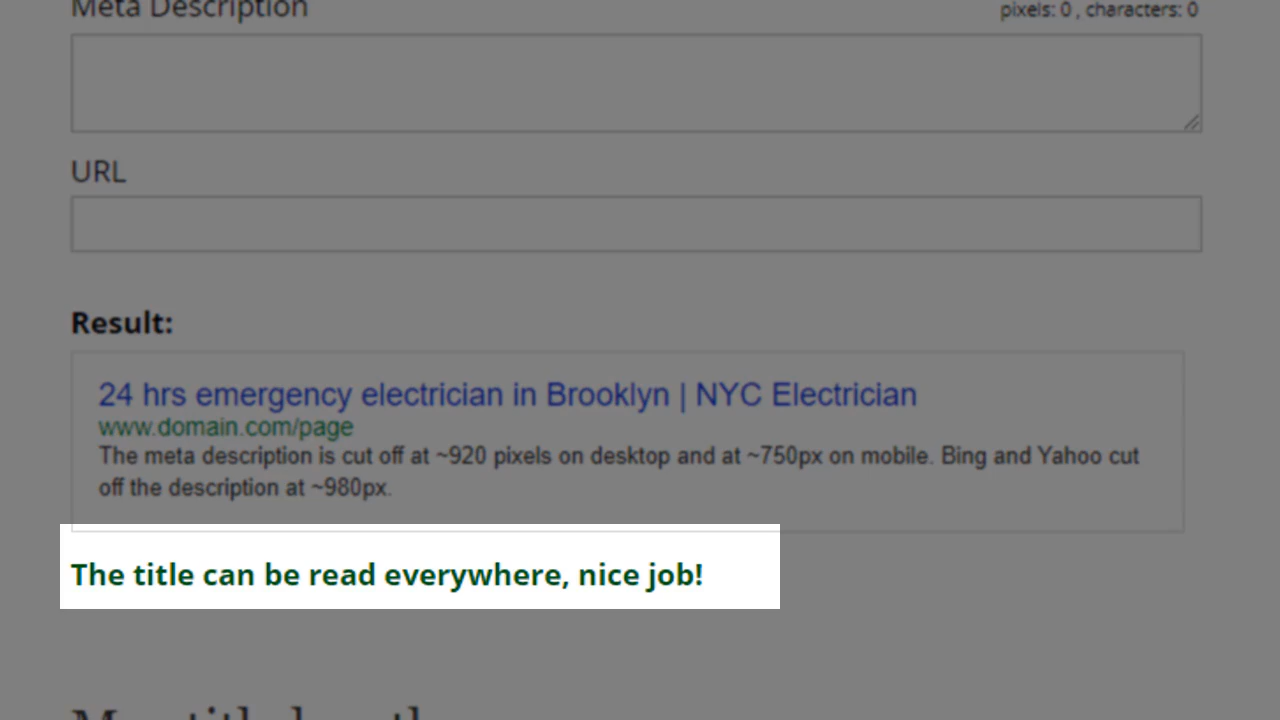 Meta Description
pixels: 0 , characters: 0
URL
Result:
24 hrs emergency electrician in Brooklyn | NYC Electrician
www.domain.com/page
The meta description is cut off at ~920 pixels on desktop and at ~750px on mobile. Bing and Yahoo cut
off the description at ~980px.
The title can be read everywhere, nice job!